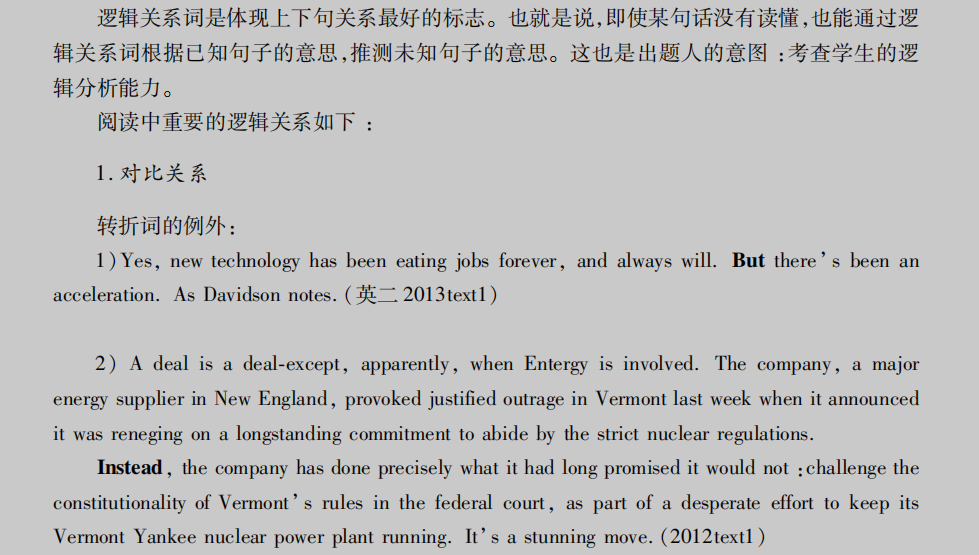 逻辑关系词是体现上下句关系最好的标志。也就是说,即使某句话没有读懂,也能通过逻
辑关系词根据已知句子的意思,推测未知句子的意思。这也是出题人的意图:考查学生的逻
辑分析能力。
阅读中重要的逻辑关系如下:
1. 对比关系
转折词的例外:
1)Yes, new technology has been eating jobs forever, and always will. But there's been an
acceleration. As Davidson notes. (英二 2013text1)
2) A deal is a deal-except, apparently, when Entergy is involved. The company, a major
energy supplier in New England, provoked justified outrage in Vermont last week when it announced
it was reneging on a longstanding commitment to abide by the strict nuclear regulations.
Instead, the company has done precisely what it had long promised it would not :challenge the
constitutionality of Vermont's rules in the federal court, as part of a desperate effort to keep its
Vermont Yankee nuclear power plant running. It's a stunning move. (2012text1)